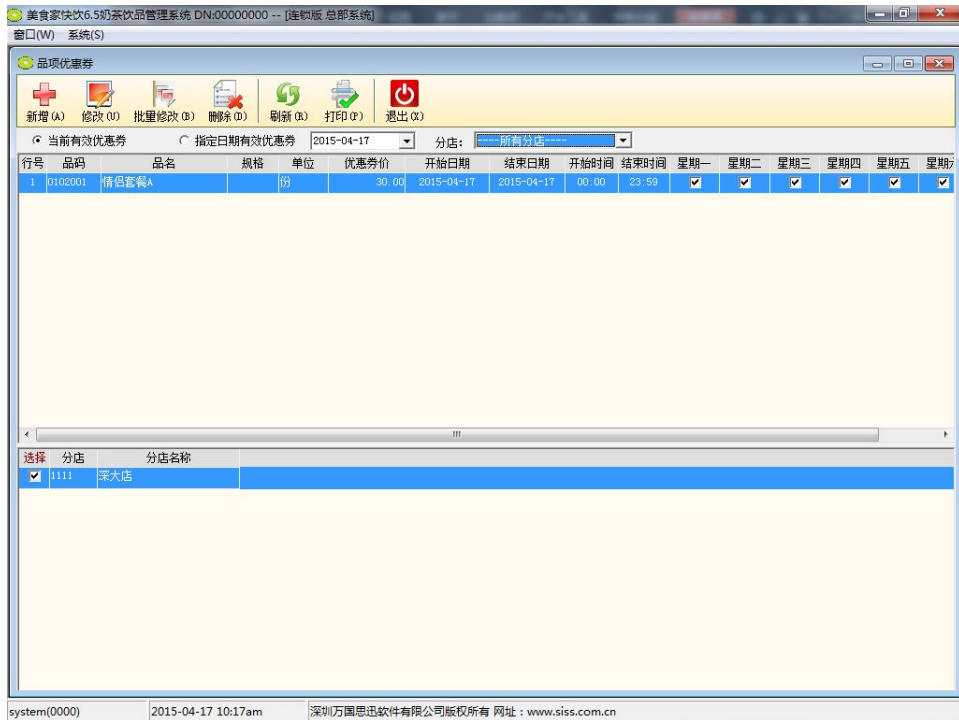 美食家快饮6.5奶茶饮品管理系统 DN:00000000 -- [连锁版 总部系统]
窗口(W) 系统(S)
品项优惠券
新增(A) 修改(U) 批量修改(B) 删除(D) 刷新(R) 打印(P) 退出(X)
当前有效优惠券 指定日期有效优惠券 2015-04-17 分店: ----所有分店----
行号 品码 品名 规格 单位 优惠券价 开始日期 结束日期 开始时间 结束时间 星期一 星期二 星期三 星期四 星期五 星期六
1 0102001 情侣套餐A 份 30.00 2015-04-17 2015-04-17 00:00 23:59
选择 分店 分店名称
1111 深大店
system(0000) 2015-04-17 10:17am 深圳万国思迅软件有限公司版权所有 网址：www.siss.com.cn